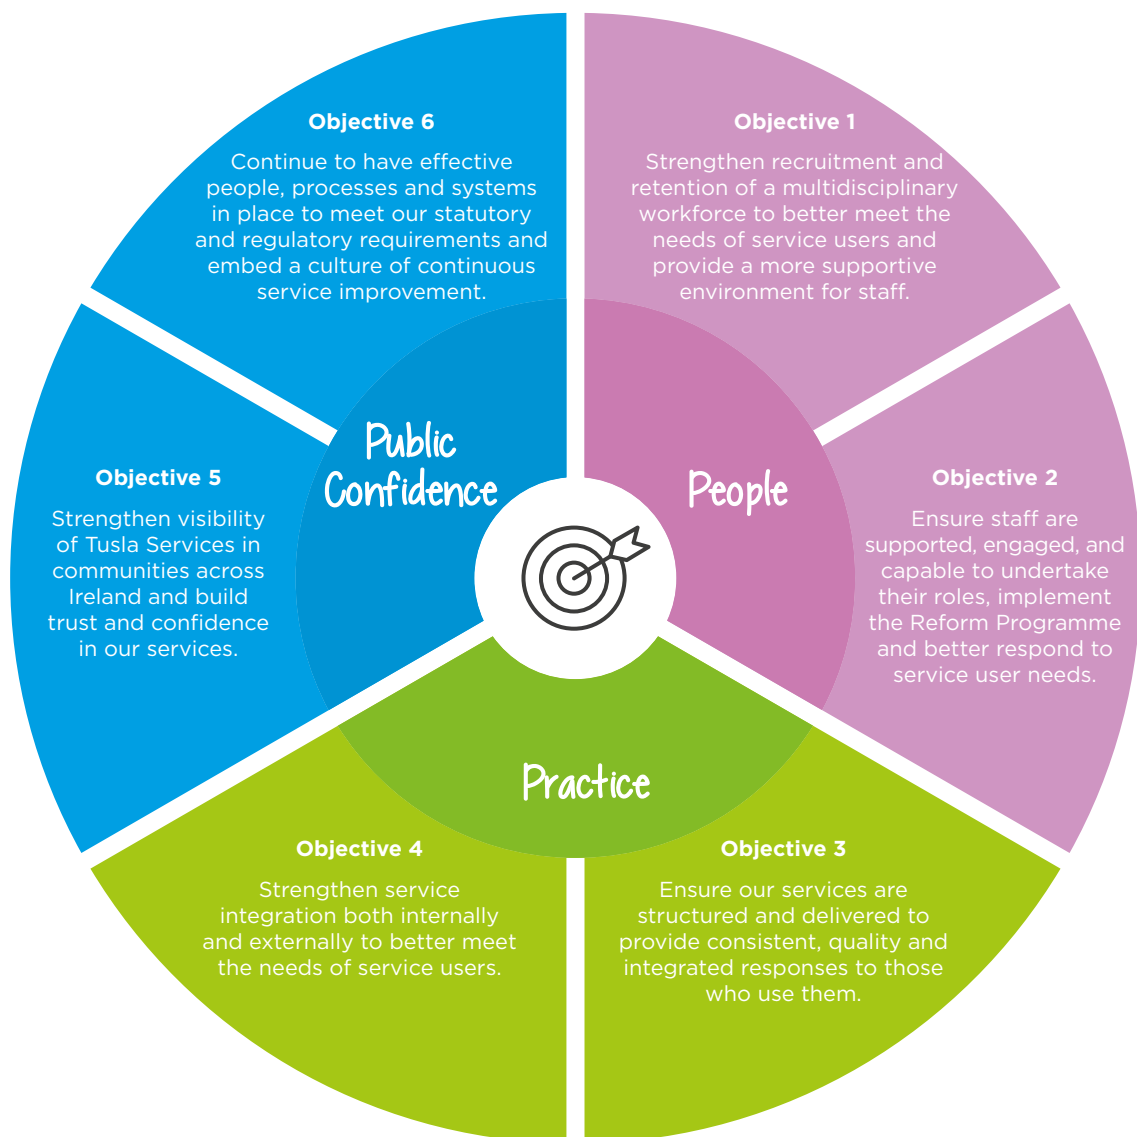 Objective 6
Continue to have effective
people, processes and systems
in place to meet our statutory
and regulatory requirements and
embed a culture of continuous
service improvement.
Objective 1
Strengthen recruitment and
retention of a multidisciplinary
workforce to better meet the
needs of service users and
provide a more supportive
environment for staff.
Public
Confidence
People
Objective 5
Strengthen visibility
of Tusla Services in
communities across
Ireland and build
trust and confidence
in our services.
Objective 2
Ensure staff are
supported, engaged, and
capable to undertake
their roles, implement
the Reform Programme
and better respond to
service user needs.
Practice
Objective 4
Strengthen service
integration both internally
and externally to better meet
the needs of service users.
Objective 3
Ensure our services are
structured and delivered to
provide consistent, quality and
integrated responses to those
who use them.